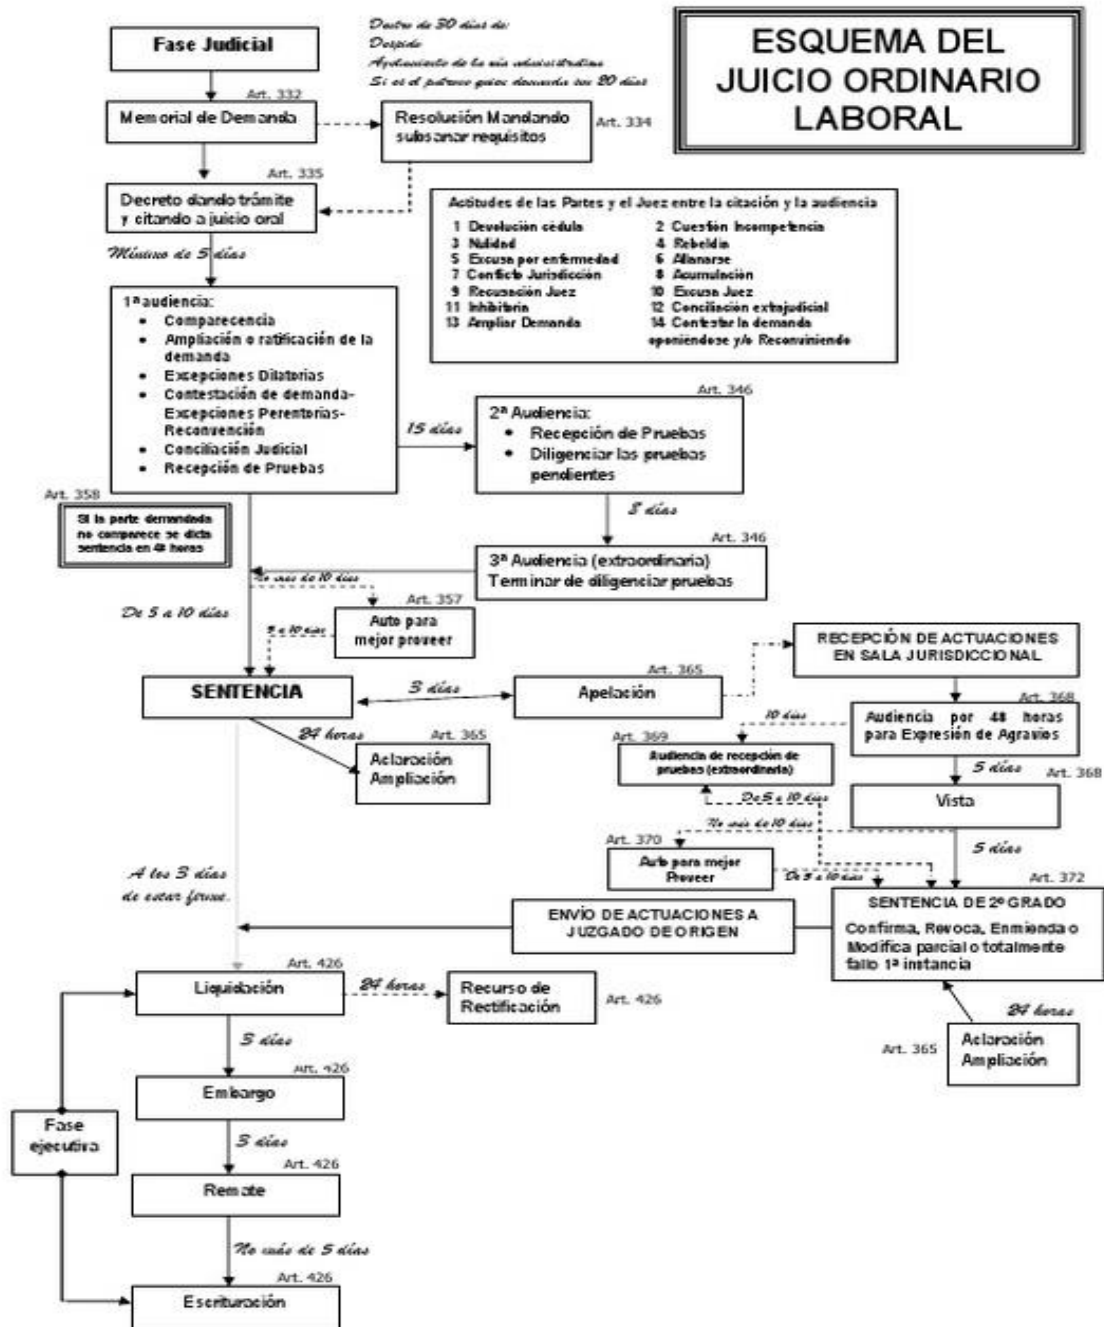 ESQUEMA DEL
JUICIO ORDINARIO
LABORAL
Fase Judicial
Dentro de 30 días de:
Despido
Agotamiento de la vía administrativa
Si es el patrono quien demanda son 20 días
Art. 332
Memorial de Demanda
Resolución Mandando
subsanar requisitos
Art. 334
Art. 335
Decreto dando trámite
y citando a juicio oral
Mínimo de 5 días
Actitudes de las Partes y el Juez entre la citación y la audiencia
1 Devolución cédula
2 Cuestión Incompetencia
3 Nulidad
4 Rebeldía
5 Excusa por enfermedad
6 Allanarse
7 Conflicto Jurisdicción
8 Acumulación
9 Recusación Juez
10 Excusa Juez
11 Inhibitoria
12 Conciliación extrajudicial
13 Ampliar Demanda
14 Contestar la demanda
oponiéndose y/o Reconviniendo
1ª audiencia:
• Comparecencia
• Ampliación o ratificación de la
demanda
• Excepciones Dilatorias
• Contestación de demanda-
Excepciones Perentorias-
Reconvención
• Conciliación Judicial
• Recepción de Pruebas
15 días
Art. 346
2ª Audiencia:
• Recepción de Pruebas
• Diligenciar las pruebas
pendientes
Art. 358
Si la parte demandada
no comparece se dicta
sentencia en 48 horas
8 días
Art. 346
3ª Audiencia (extraordinaria)
Terminar de diligenciar pruebas
No más de 10 días
De 5 a 10 días
Art. 357
Auto para
mejor proveer
5 a 10 días
RECEPCIÓN DE ACTUACIONES
EN SALA JURISDICCIONAL
SENTENCIA
3 días
Art. 365
Apelación
Art. 368
Audiencia por 48 horas
para Expresión de Agravios
10 días
24 horas
Art. 365
Aclaración
Ampliación
Art. 369
Audiencia de recepción de
pruebas (extraordinaria)
5 días
Art. 368
Vista
De 5 a 10 días
No más de 10 días
5 días
Art. 370
Auto para mejor
Proveer
De 5 a 10 días
Art. 372
SENTENCIA DE 2º GRADO
Confirma, Revoca, Enmienda o
Modifica parcial o totalmente
fallo 1ª instancia
A los 3 días
de estar firme.
ENVÍO DE ACTUACIONES A
JUZGADO DE ORIGEN
Art. 426
Liquidación
24 horas
Recurso de
Rectificación
Art. 426
24 horas
Art. 365
Aclaración
Ampliación
3 días
Art. 426
Embargo
Fase
ejecutiva
3 días
Art. 426
Remate
No más de 5 días
Art. 426
Escrituración